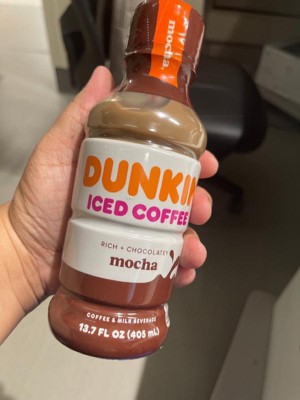 mocha
DUNKIN
ICED COFFEE
RICH + CHOCOLATEY
mocha
COFFEE & MILK BEVERAGE
13.7 FL OZ (405 mL)